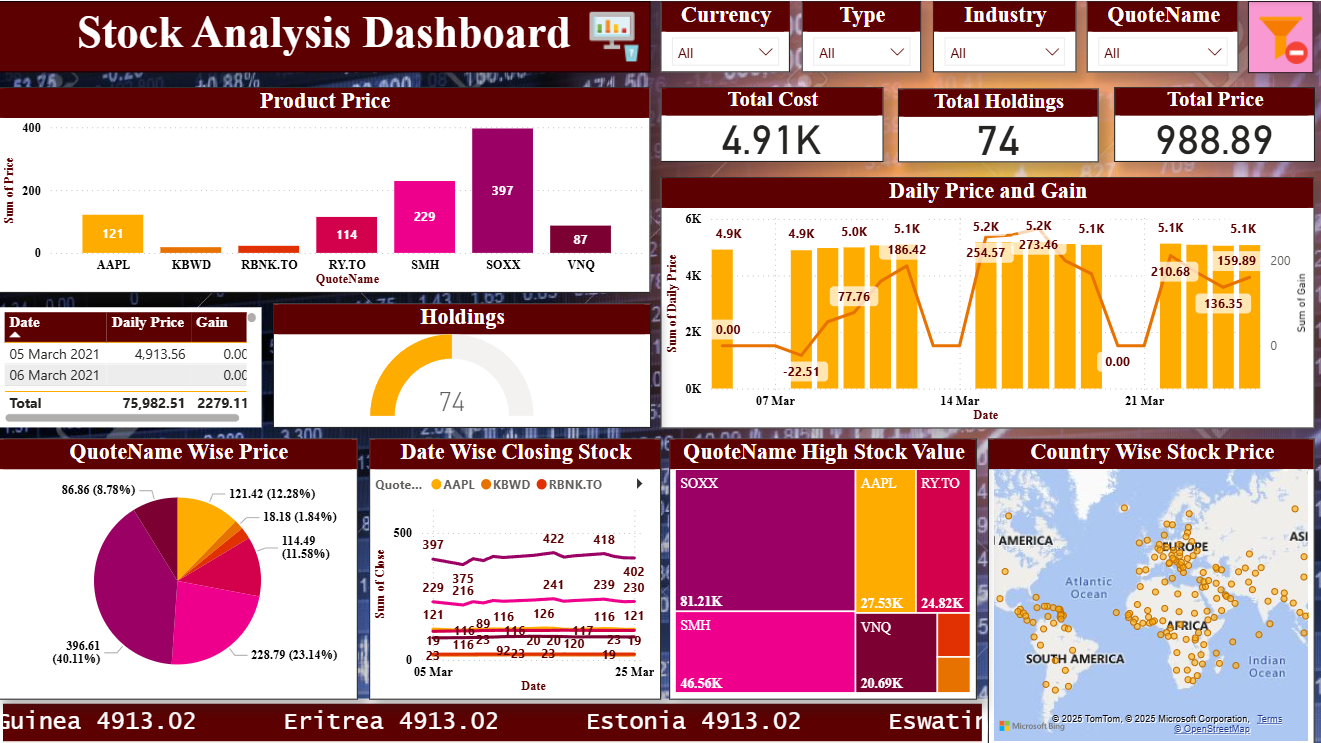 Stock Analysis Dashboard
Currency
All
Type
All
Industry
All
QuoteName
All
Product Price
Sum of Price
400
200
0
121
114
229
397
87
AAPL KBWD RBNK.TO RY.TO SMH SOXX VNQ
QuoteName
Total Cost
4.91K
Total Holdings
74
Total Price
988.89
Daily Price and Gain
Sum of Daily Price
6K
4K
2K
0K
4.9K 4.9K 5.0K 5.1K 5.2K 5.2K 5.1K 5.1K 5.1K
0.00
-22.51
77.76
186.42
254.57
273.46
0.00
210.68
136.35
159.89
200
0
Sum of Gain
07 Mar 14 Mar 21 Mar
Date
Date Daily Price Gain
05 March 2021 4,913.56 0.00
06 March 2021 0.00
Total 75,982.51 2279.11
Holdings
74
QuoteName Wise Price
86.86 (8.78%)
121.42 (12.28%)
18.18 (1.84%)
114.49
(11.58%)
396.61
(40.11%)
228.79 (23.14%)
Date Wise Closing Stock
Quote... AAPL KBWD RBNK.TO
Sum of Close
500
0
397 422 418
375 402
229 216 241 239 230
121 116 126 116 121
89
116 116 117
19 23 20 20 23 19
116 120
92
23 23 23 19
05 Mar 25 Mar
Date
QuoteName High Stock Value
SOXX
81.21K
AAPL
27.53K
RY.TO
24.82K
SMH
46.56K
VNQ
20.69K
Country Wise Stock Price
AMERICA
EUROPE
ASI
Atlantic
Ocean
AFRICA
SOUTH AMERICA
Indian
Ocean
Microsoft Bing
© 2025 TomTom, © 2025 Microsoft Corporation, Terms
© OpenStreetMap
Guinea 4913.02 Eritrea 4913.02 Estonia 4913.02 Eswatin